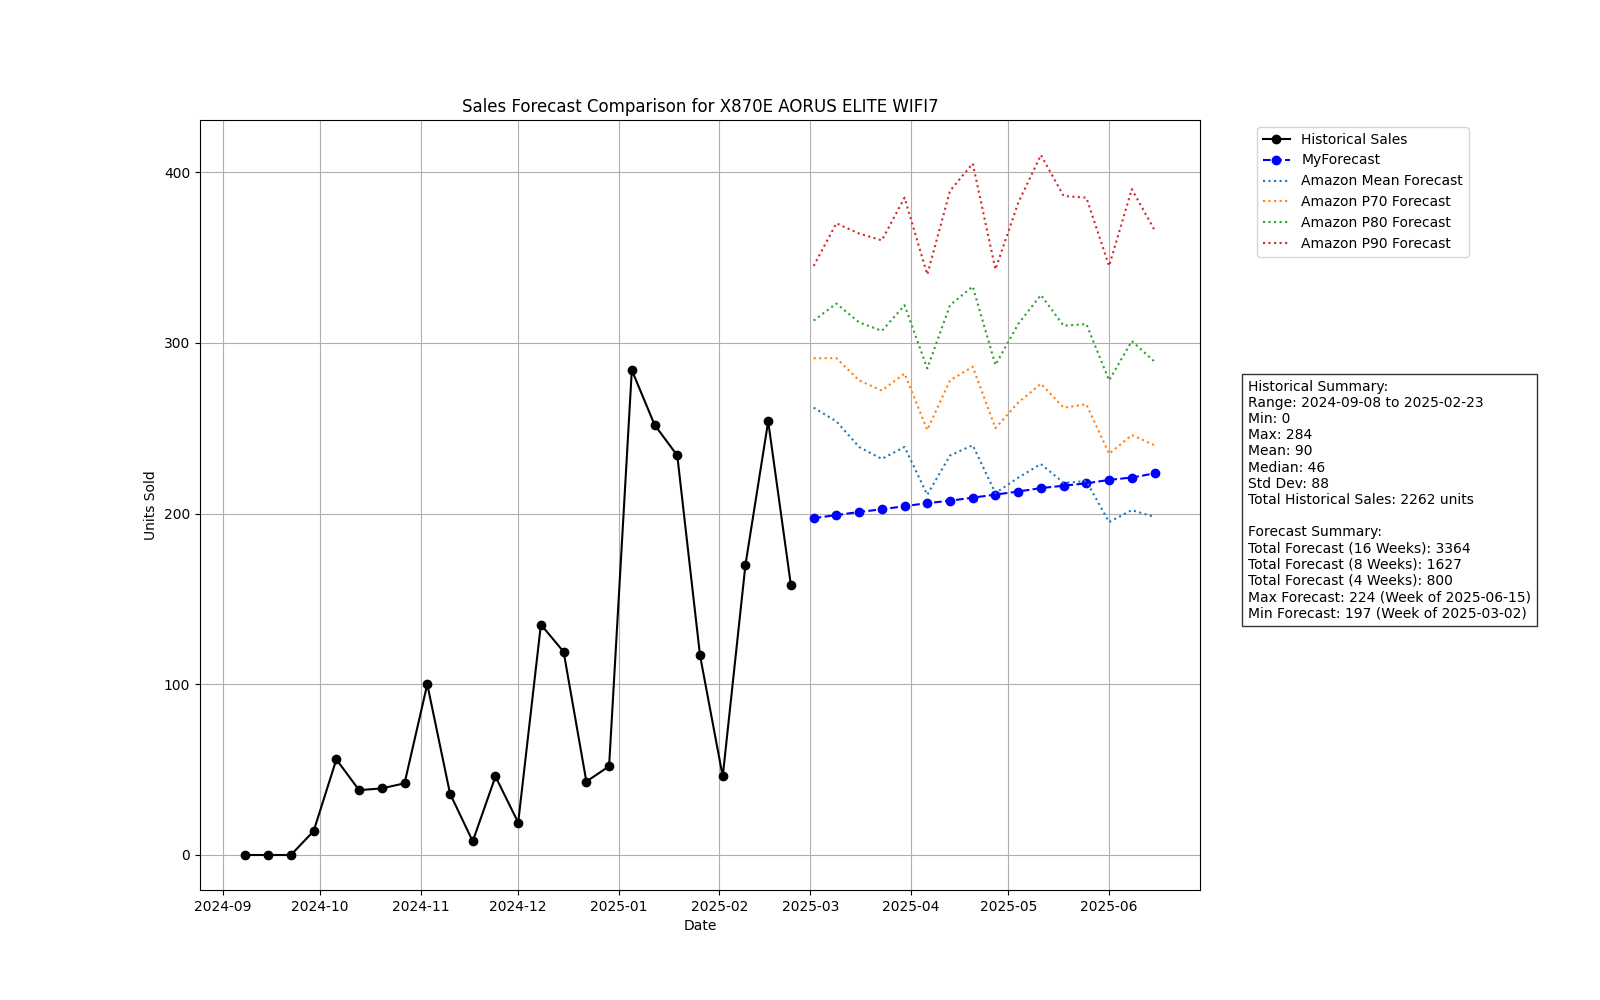 Sales Forecast Comparison for X870E AORUS ELITE WIFI7
Units Sold
400
300
200
100
0
2024-09
2024-10
2024-11
2024-12
2025-01
2025-02
2025-03
2025-04
2025-05
2025-06
Date
Historical Sales
MyForecast
Amazon Mean Forecast
Amazon P70 Forecast
Amazon P80 Forecast
Amazon P90 Forecast
Historical Summary:
Range: 2024-09-08 to 2025-02-23
Min: 0
Max: 284
Mean: 90
Median: 46
Std Dev: 88
Total Historical Sales: 2262 units
Forecast Summary:
Total Forecast (16 Weeks): 3364
Total Forecast (8 Weeks): 1627
Total Forecast (4 Weeks): 800
Max Forecast: 224 (Week of 2025-06-15)
Min Forecast: 197 (Week of 2025-03-02)